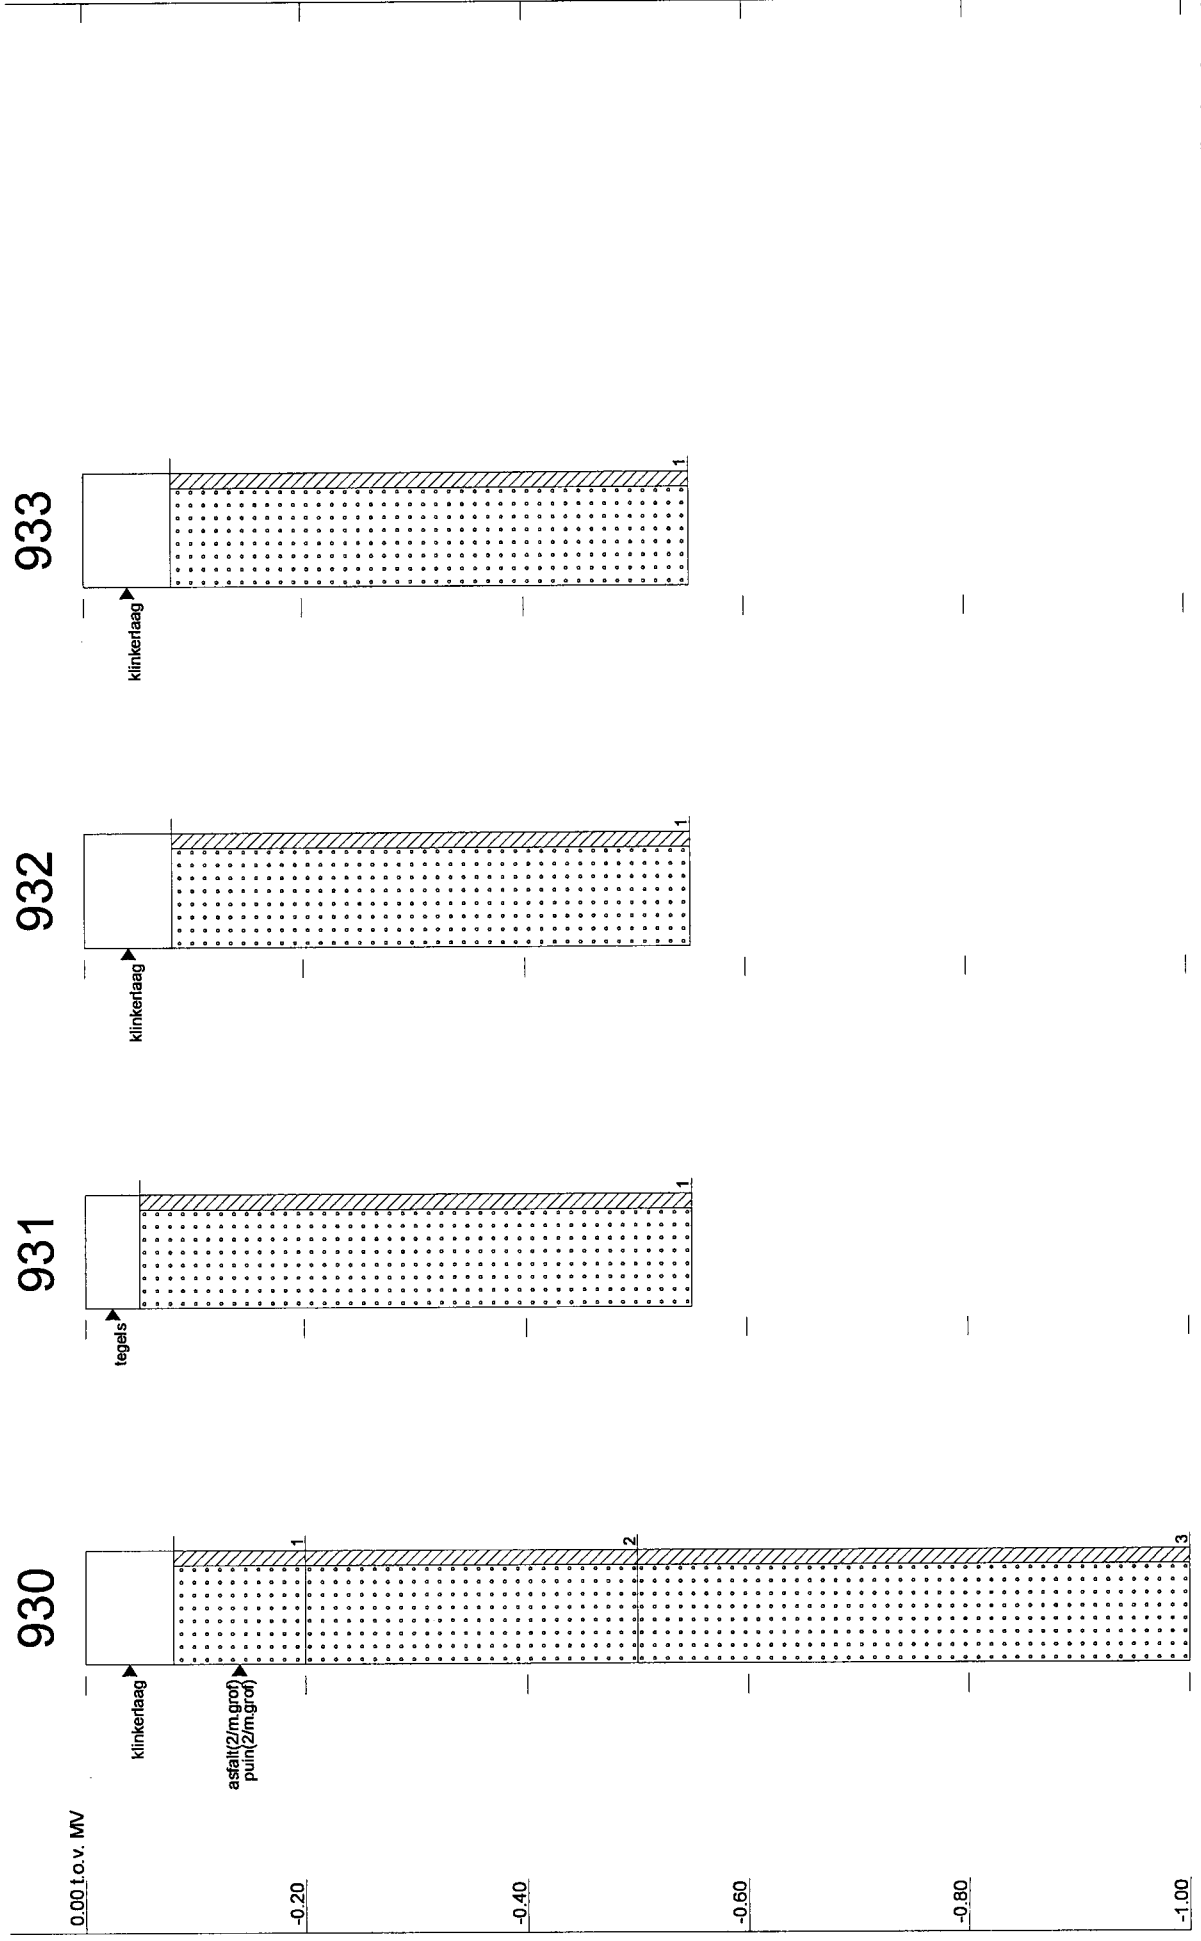 930
931
932
933
0.00 t.o.v. MV
-0.20
-0.40
-0.60
-0.80
-1.00
klinkerlaag
asfalt(2/m.grof)
puin(2/m.grof)
1
2
3
tegels
1
klinkerlaag
1
klinkerlaag
1